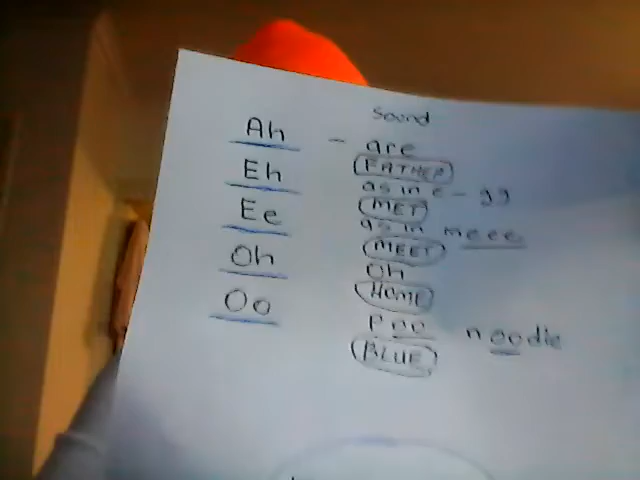 Sound
Ah - are
FATHER
Eh as in e-gg
MET
Ee as in meee
MEET
Oh oh
HOME
Oo poo noodle
BLUE